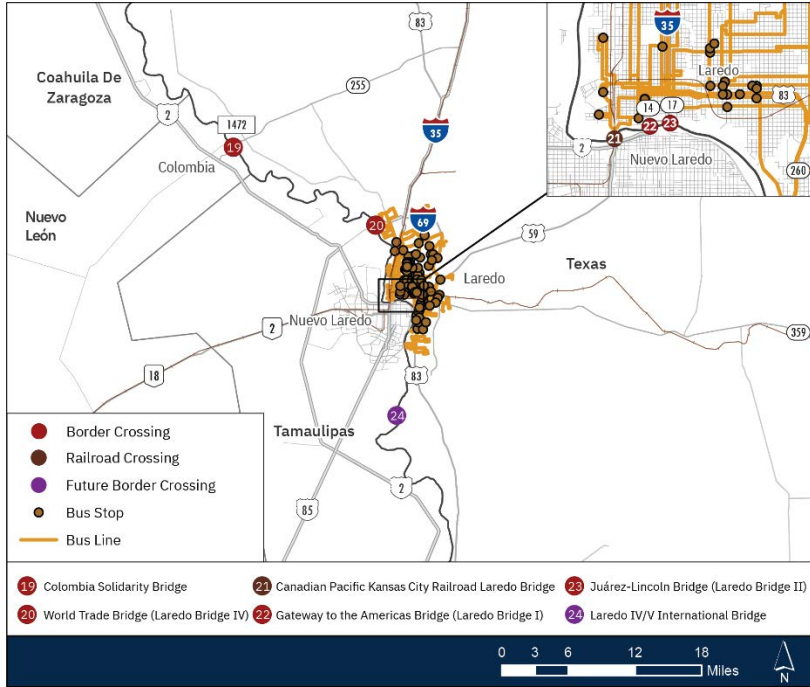 83
35
Coahuila De
Zaragoza
255
2
1472
35
19
Colombia
14
17
Laredo
83
22
23
21
2
Nuevo Laredo
260
Nuevo
León
20
69
59
Laredo
Texas
Nuevo Laredo
2
359
18
83
24
Tamaulipas
2
85
Border Crossing
Railroad Crossing
Future Border Crossing
Bus Stop
Bus Line
19 Colombia Solidarity Bridge
21 Canadian Pacific Kansas City Railroad Laredo Bridge
23 Juárez-Lincoln Bridge (Laredo Bridge II)
20 World Trade Bridge (Laredo Bridge IV)
22 Gateway to the Americas Bridge (Laredo Bridge I)
24 Laredo IV/V International Bridge
0 3 6 12 18
Miles
N